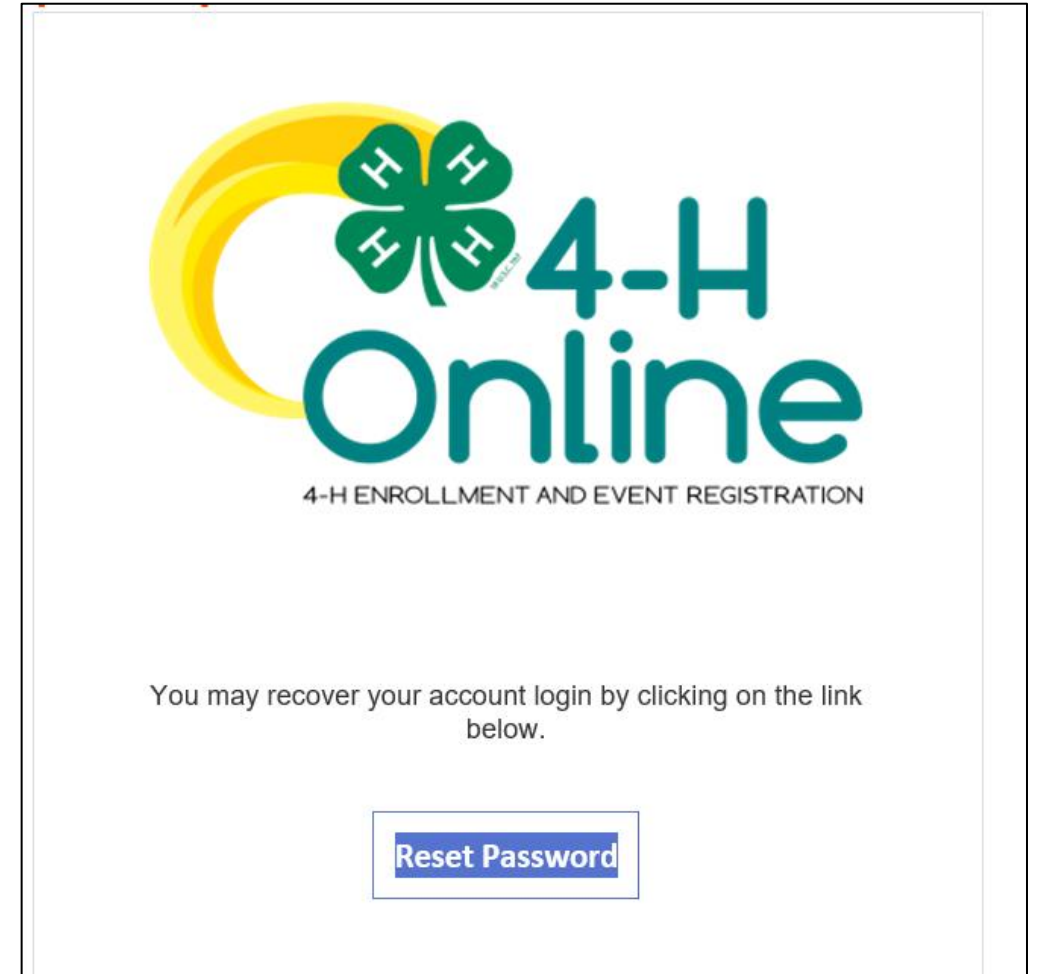 H H
H H
4-H
Online
4-H ENROLLMENT AND EVENT REGISTRATION
You may recover your account login by clicking on the link
below.
Reset Password